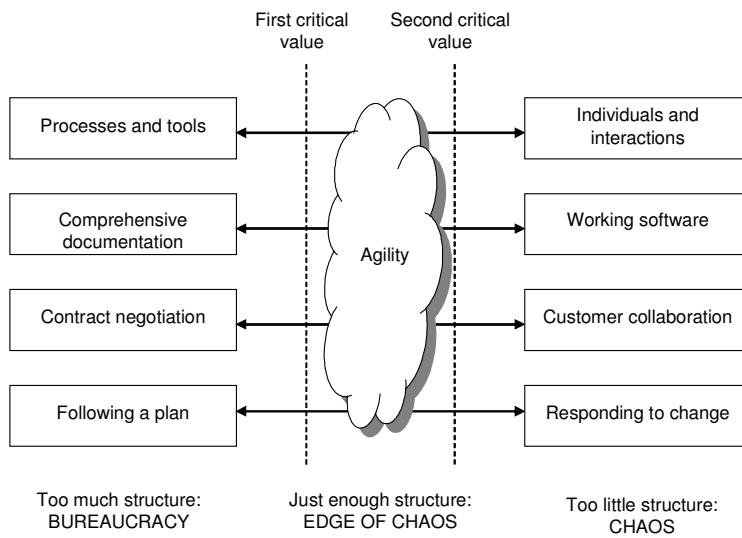 First critical
value
Second critical
value
Processes and tools
Individuals and
interactions
Comprehensive
documentation
Working software
Agility
Contract negotiation
Customer collaboration
Following a plan
Responding to change
Too much structure:
BUREAUCRACY
Just enough structure:
EDGE OF CHAOS
Too little structure:
CHAOS